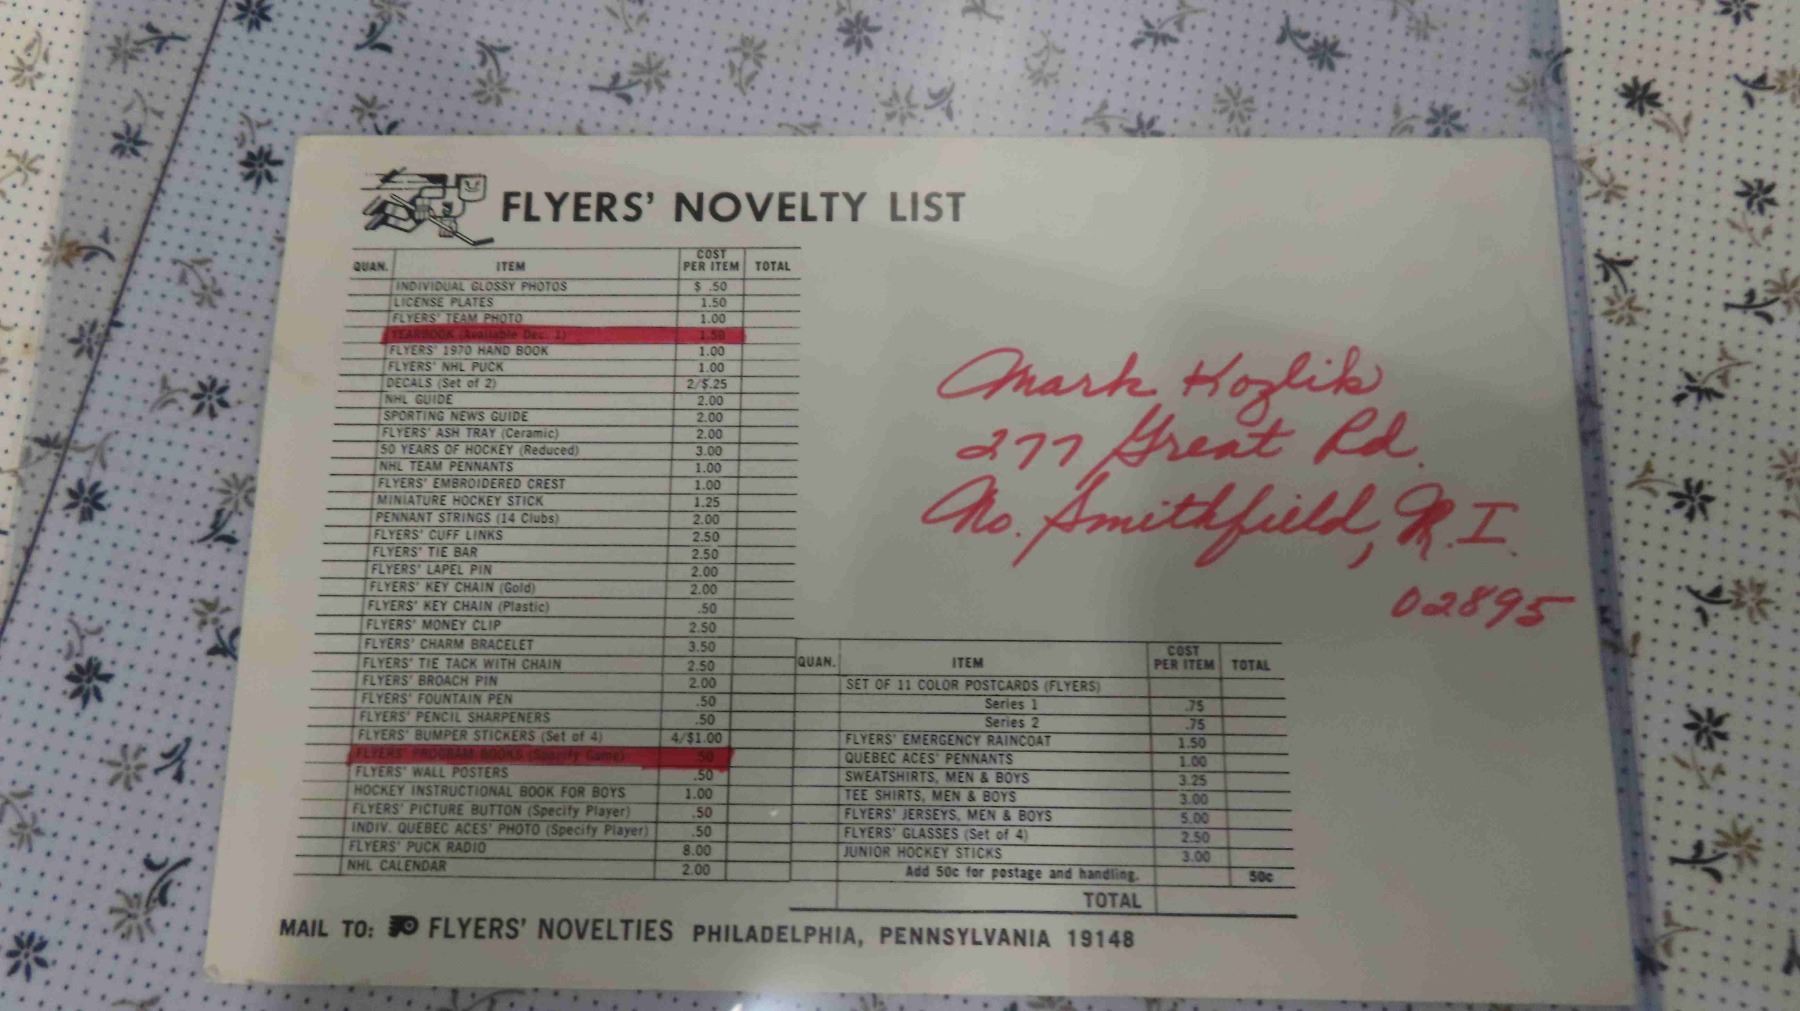 FLYERS' NOVELTY LIST
QUAN. ITEM COST PER ITEM TOTAL
INDIVIDUAL GLOSSY PHOTOS $ .50
LICENSE PLATES 1.50
FLYERS' TEAM PHOTO 1.00
YEARBOOK (Available Dec. 1) 1.50
FLYERS' 1970 HAND BOOK 1.00
FLYERS' NHL PUCK 1.00
DECALS (Set of 2) 2/$.25
NHL GUIDE 2.00
SPORTING NEWS GUIDE 2.00
FLYERS' ASH TRAY (Ceramic) 2.00
50 YEARS OF HOCKEY (Reduced) 3.00
NHL TEAM PENNANTS 1.00
FLYERS' EMBROIDERED CREST 1.00
MINIATURE HOCKEY STICK 1.25
PENNANT STRINGS (14 Clubs) 2.00
FLYERS' CUFF LINKS 2.50
FLYERS' TIE BAR 2.50
FLYERS' LAPEL PIN 2.00
FLYERS' KEY CHAIN (Gold) 2.00
FLYERS' KEY CHAIN (Plastic) .50
FLYERS' MONEY CLIP 2.50
FLYERS' CHARM BRACELET 3.50
FLYERS' TIE TACK WITH CHAIN 2.50
FLYERS' BROACH PIN 2.00
FLYERS' FOUNTAIN PEN .50
FLYERS' PENCIL SHARPENERS .50
FLYERS' BUMPER STICKERS (Set of 4) 4/$1.00
FLYERS' PROGRAM BOOKS (Specify Game) .50
FLYERS' WALL POSTERS .50
HOCKEY INSTRUCTIONAL BOOK FOR BOYS 1.00
FLYERS' PICTURE BUTTON (Specify Player) .50
INDIV. QUEBEC ACES' PHOTO (Specify Player) .50
FLYERS' PUCK RADIO 8.00
NHL CALENDAR 2.00
Mark Kozlik
277 Great Rd.
No. Smithfield, R.I.
02895
QUAN. ITEM COST PER ITEM TOTAL
SET OF 11 COLOR POSTCARDS (FLYERS)
Series 1 .75
Series 2 .75
FLYERS' EMERGENCY RAINCOAT 1.50
QUEBEC ACES' PENNANTS 1.00
SWEATSHIRTS, MEN & BOYS 3.25
TEE SHIRTS, MEN & BOYS 3.00
FLYERS' JERSEYS, MEN & BOYS 5.00
FLYERS' GLASSES (Set of 4) 2.50
JUNIOR HOCKEY STICKS 3.00
Add 50c for postage and handling. 50c
TOTAL
MAIL TO: FLYERS' NOVELTIES PHILADELPHIA, PENNSYLVANIA 19148